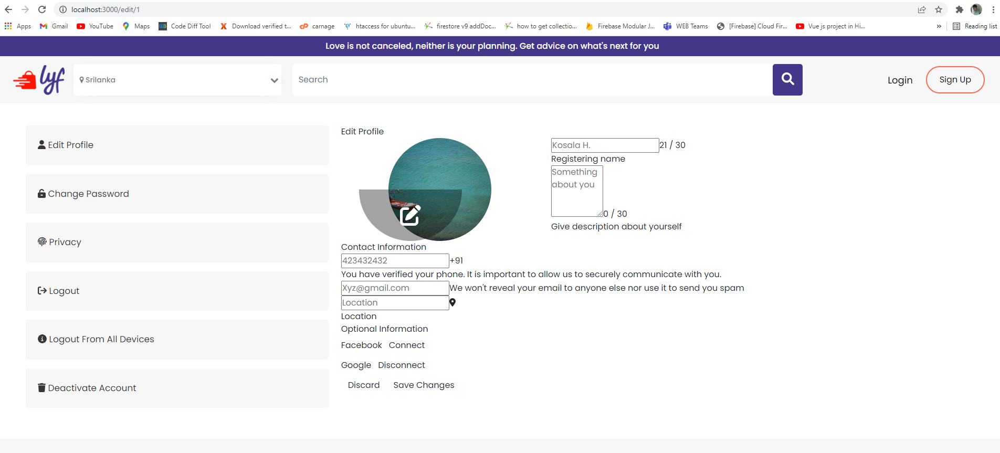 localhost:3000/edit/1
Apps Gmail YouTube Maps Code Diff Tool Download verified t... carnage htaccess for ubuntu... firestore v9 addDoc... how to get collectio... Firebase Modular J... WEB Teams [Firebase] Cloud Fir... Vue js project in Hi... » Reading list
Love is not canceled, neither is your planning. Get advice on what's next for you
lyf Srilanka Search Login Sign Up
Edit Profile
Change Password
Privacy
Logout
Logout From All Devices
Deactivate Account
Edit Profile
Kosala H. 21 / 30
Registering name
Something
about you
0 / 30
Give description about yourself
Contact Information
423432432 +91
You have verified your phone. It is important to allow us to securely communicate with you.
Xyz@gmail.com We won't reveal your email to anyone else nor use it to send you spam
Location
Location
Optional Information
Facebook Connect
Google Disconnect
Discard Save Changes